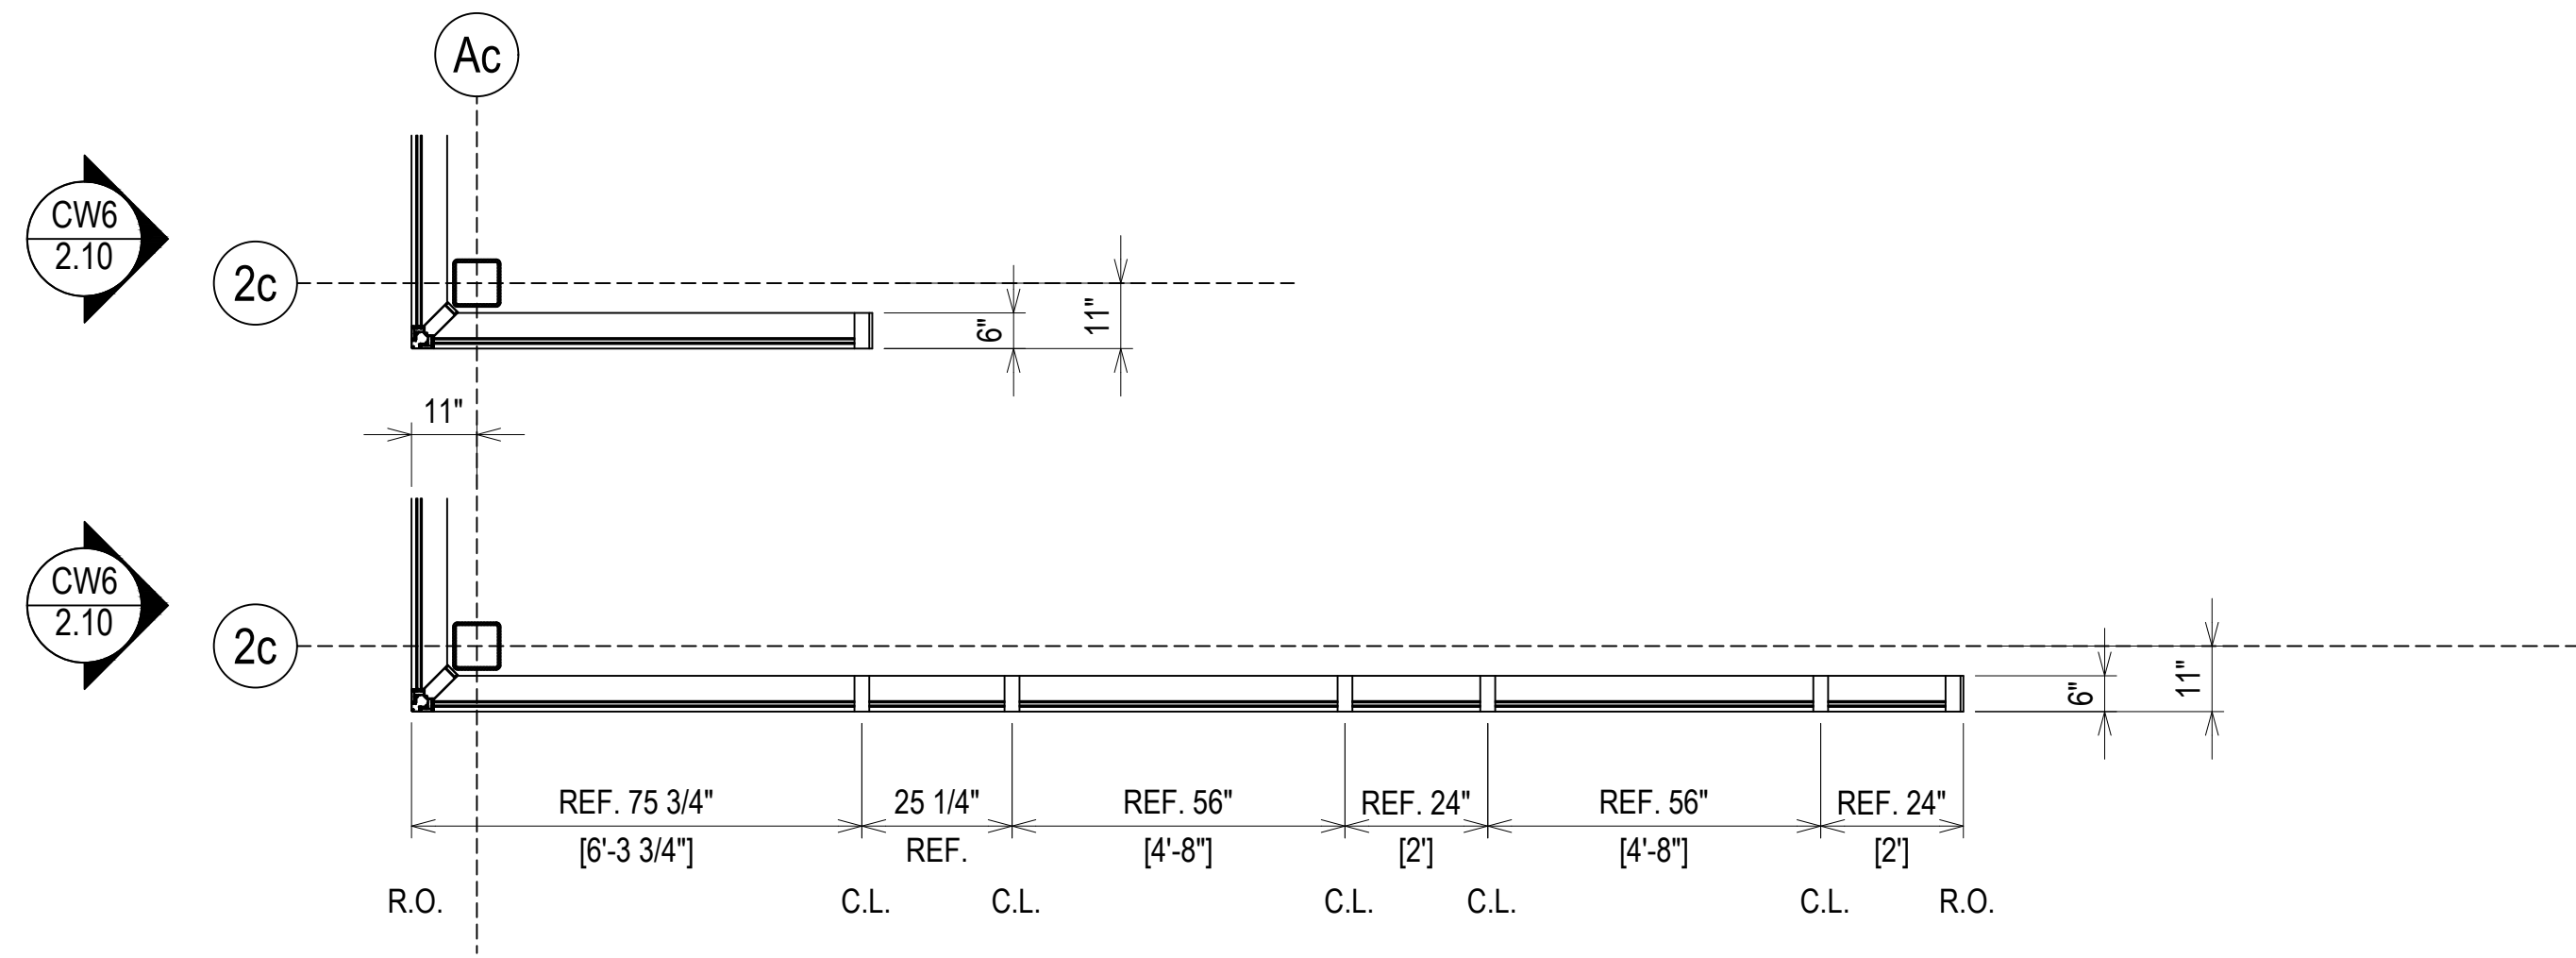 Ac
CW6
2.10
2c
6"
11"
11"
CW6
2.10
2c
6"
11"
REF. 75 3/4"
25 1/4"
REF. 56"
REF. 24"
REF. 56"
REF. 24"
[6'-3 3/4"]
REF.
[4'-8"]
[2']
[4'-8"]
[2']
R.O.
C.L.
C.L.
C.L.
C.L.
C.L.
R.O.